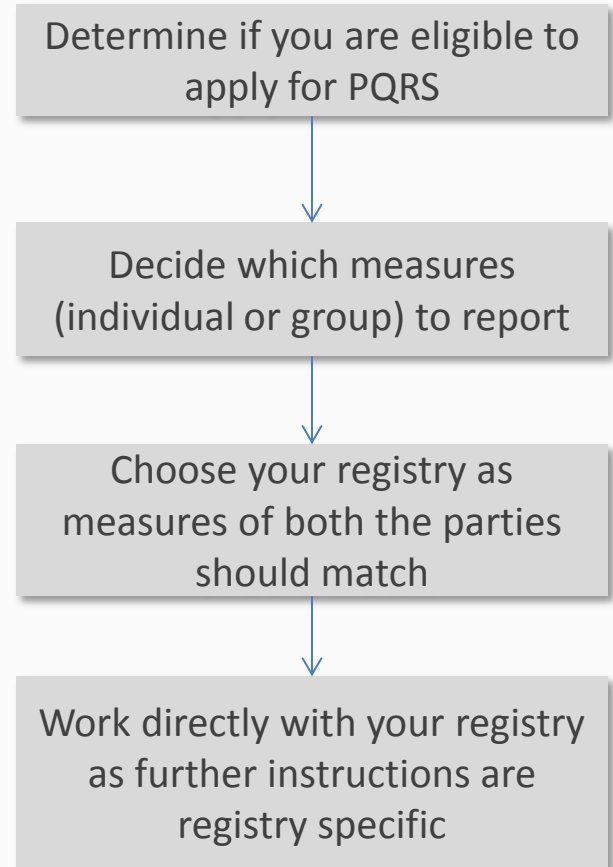 Determine if you are eligible to
apply for PQRS
Decide which measures
(individual or group) to report
Choose your registry as
measures of both the parties
should match
Work directly with your registry
as further instructions are
registry specific